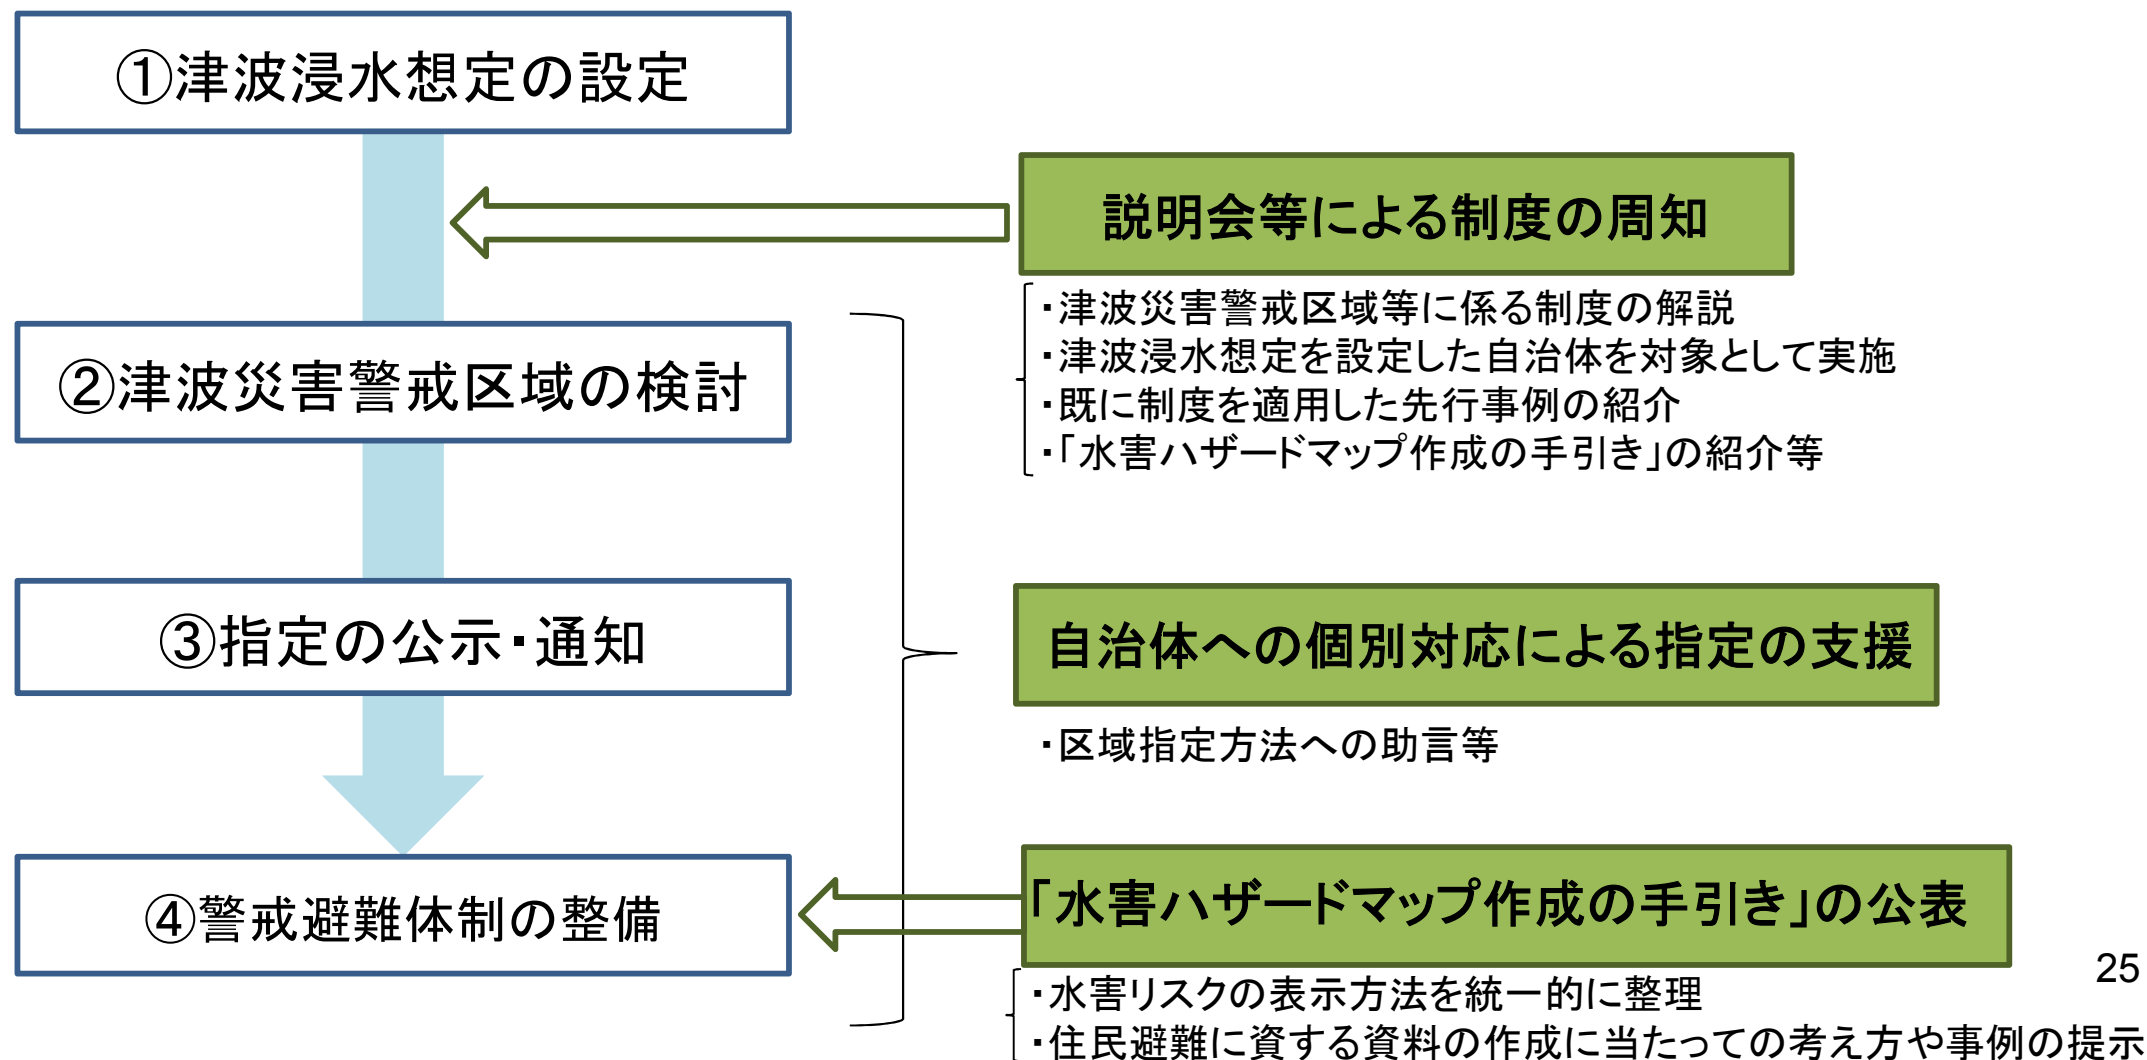 ①津波浸水想定の設定
説明会等による制度の周知
・津波災害警戒区域等に係る制度の解説
・津波浸水想定を設定した自治体を対象として実施
・既に制度を適用した先行事例の紹介
・「水害ハザードマップ作成の手引き」の紹介等
②津波災害警戒区域の検討
③指定の公示・通知
自治体への個別対応による指定の支援
・区域指定方法への助言等
④警戒避難体制の整備
「水害ハザードマップ作成の手引き」の公表
・水害リスクの表示方法を統一的に整理
・住民避難に資する資料の作成に当たっての考え方や事例の提示
25